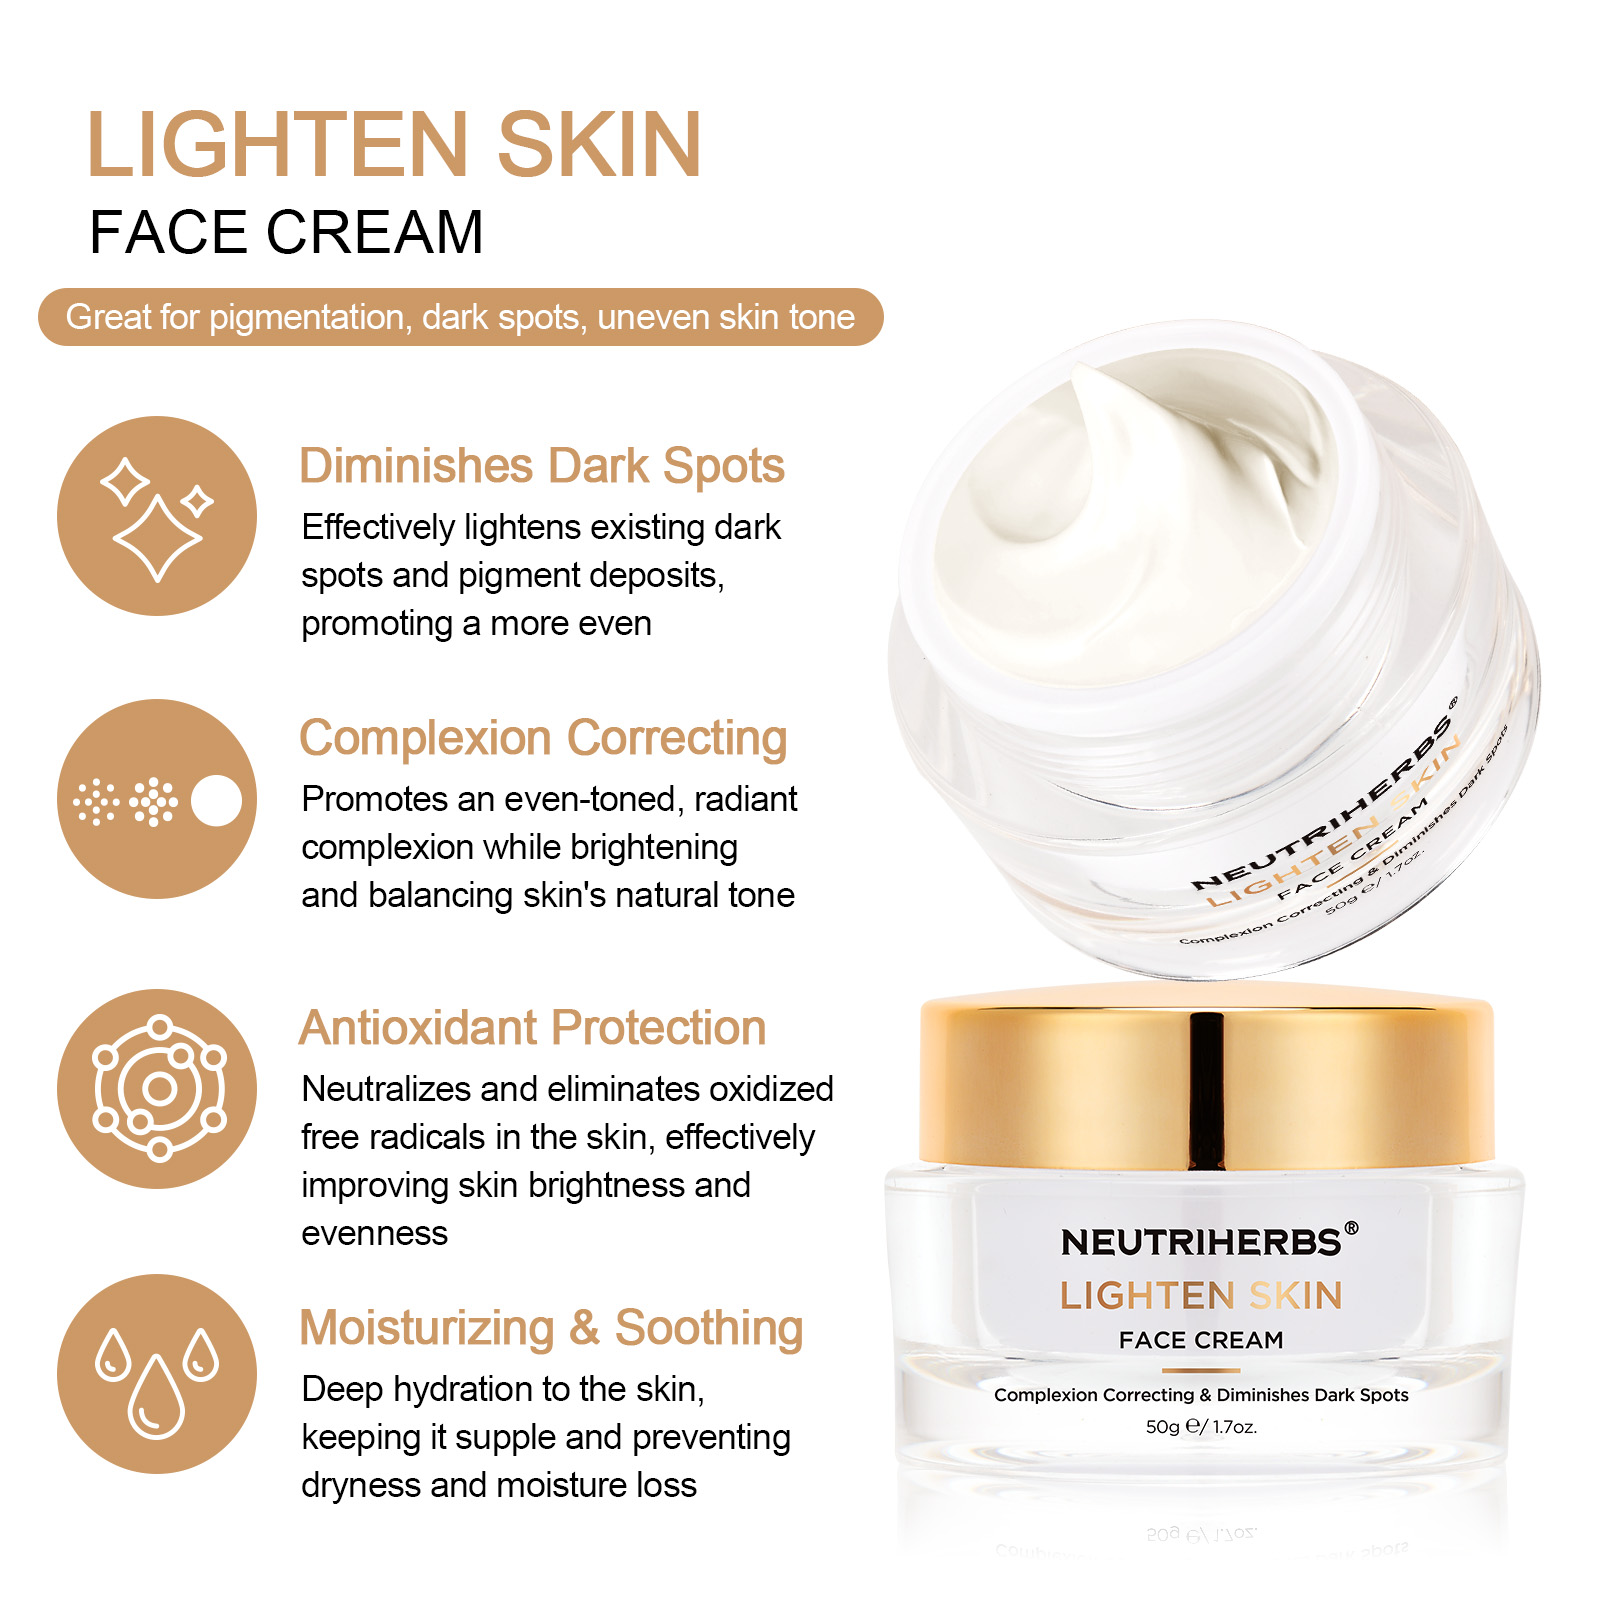 LIGHTEN SKIN
FACE CREAM
Great for pigmentation, dark spots, uneven skin tone
Diminishes Dark Spots
Effectively lightens existing dark
spots and pigment deposits,
promoting a more even
Complexion Correcting
Promotes an even-toned, radiant
complexion while brightening
and balancing skin's natural tone
Antioxidant Protection
Neutralizes and eliminates oxidized
free radicals in the skin, effectively
improving skin brightness and
evenness
Moisturizing & Soothing
Deep hydration to the skin,
keeping it supple and preventing
dryness and moisture loss
NEUTRIHERBS®
LIGHTEN SKIN
FACE CREAM
Complexion Correcting & Diminishes Dark Spots
50g ℮/ 1.7oz.
NEUTRIHERBS®
LIGHTEN SKIN
FACE CREAM
Complexion Correcting & Diminishes Dark Spots
50g ℮/ 1.7oz.